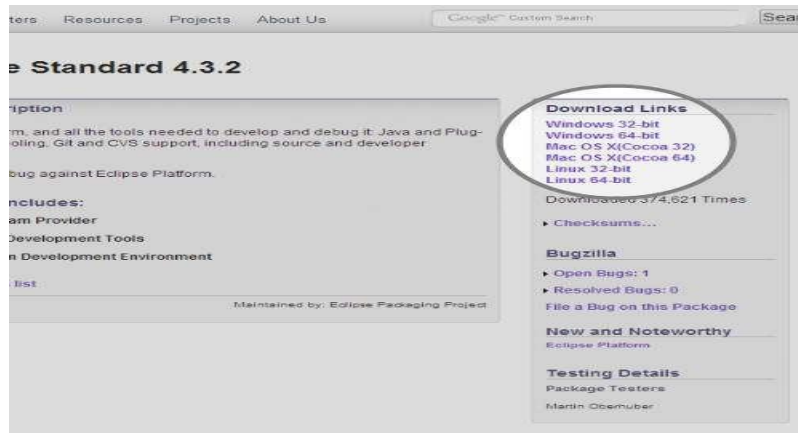 ters Resources Projects About Us Google™ Custom Search Sear
e Standard 4.3.2
ription
rm, and all the tools needed to develop and debug it: Java and Plug-
ooling, Git and CVS support, including source and developer
bug against Eclipse Platform.
ncludes:
am Provider
Development Tools
n Development Environment
list
Maintained by: Eclipse Packaging Project
Download Links
Windows 32-bit
Windows 64-bit
Mac OS X(Cocoa 32)
Mac OS X(Cocoa 64)
Linux 32-bit
Linux 64-bit
Downloaded 374,621 Times
Checksums...
Bugzilla
Open Bugs: 1
Resolved Bugs: 0
File a Bug on this Package
New and Noteworthy
Eclipse Platform
Testing Details
Package Testers
Martin Oberhuber